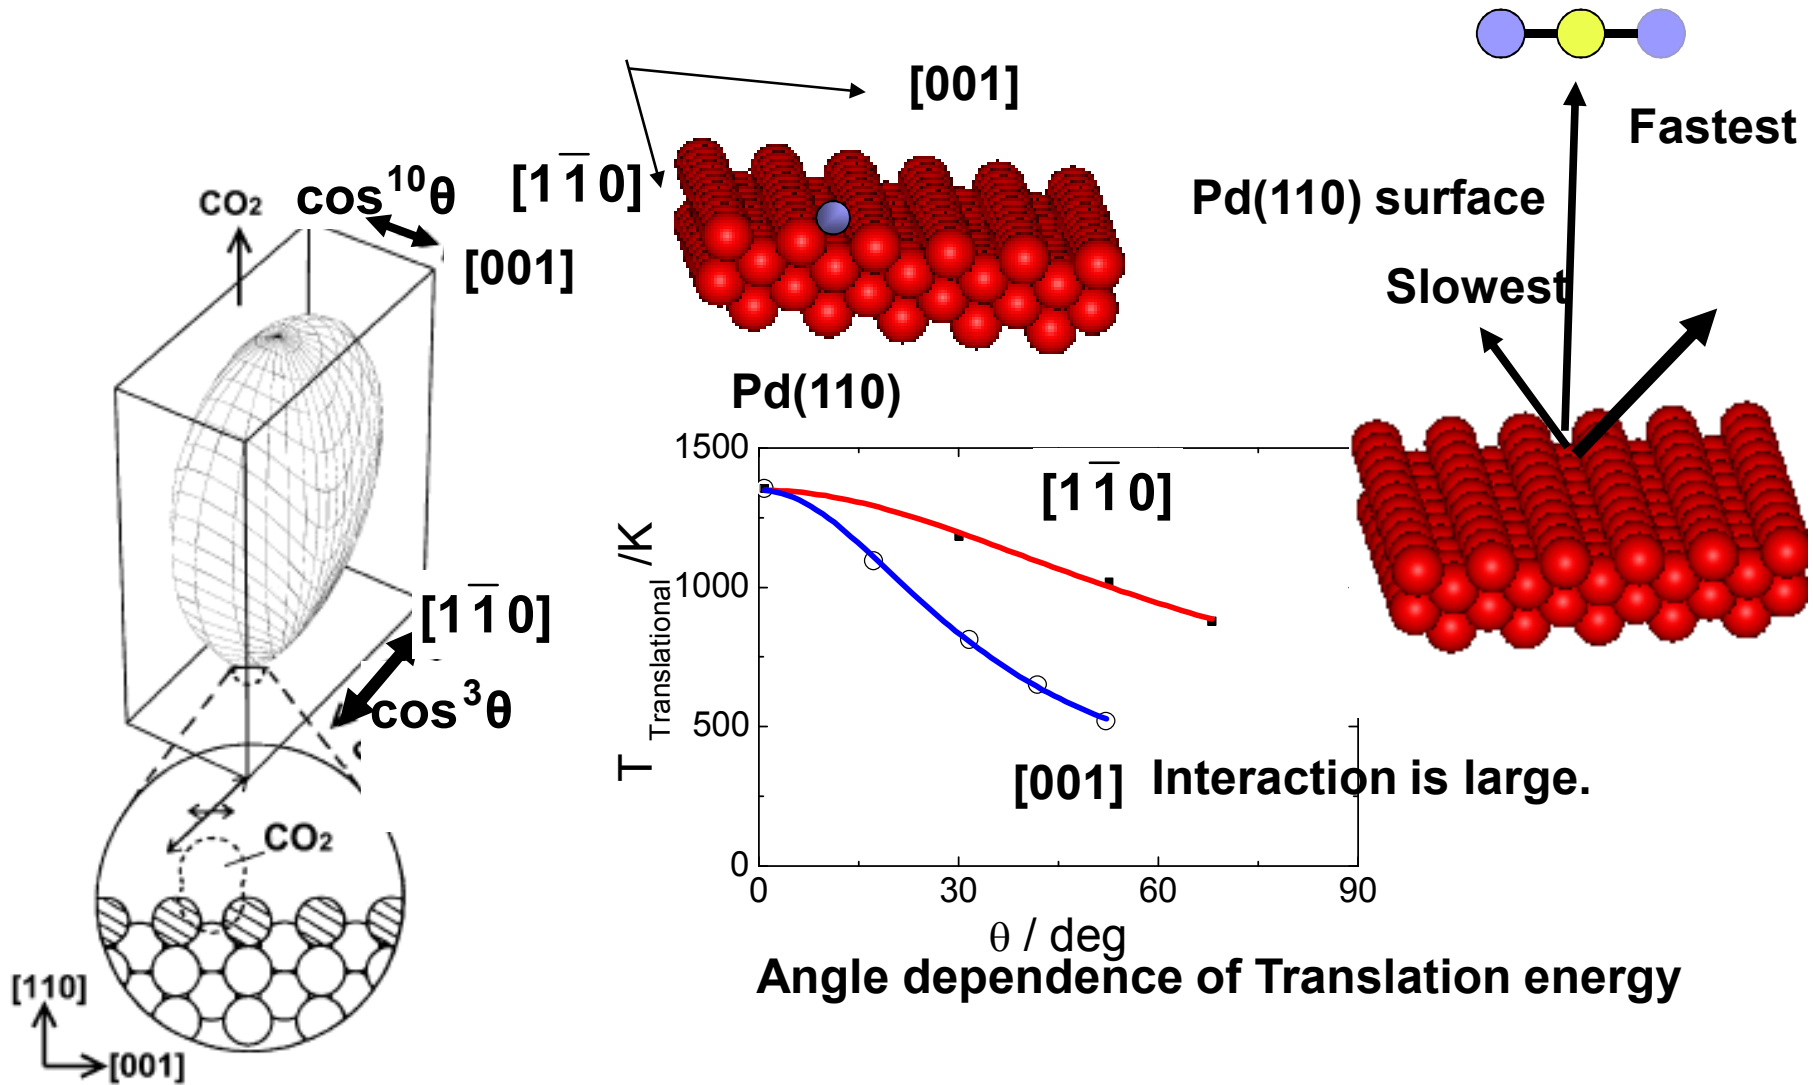 [001]
Fastest
[11̅0]
cos¹⁰θ
CO₂
Pd(110) surface
[001]
Slowest
Pd(110)
1500
[11̅0]
1000
[11̅0]
cos³θ
500
T Translational /K
[001] Interaction is large.
CO₂
0
0 30 60 90
θ / deg
Angle dependence of Translation energy
[110]
[001]